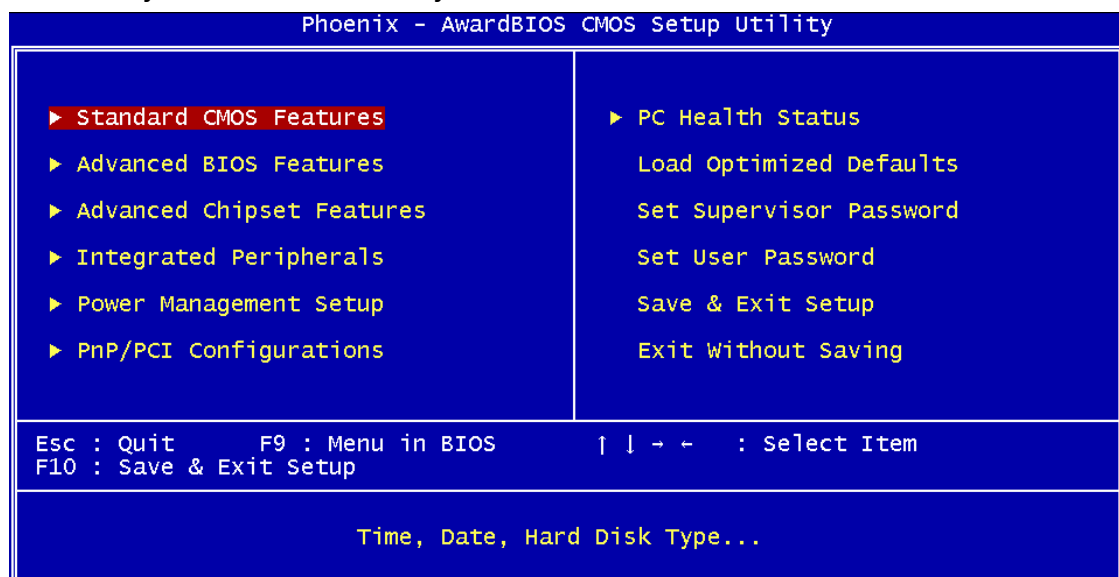 Phoenix - AwardBIOS CMOS Setup Utility
▶ Standard CMOS Features
▶ Advanced BIOS Features
▶ Advanced Chipset Features
▶ Integrated Peripherals
▶ Power Management Setup
▶ PnP/PCI Configurations
▶ PC Health Status
Load Optimized Defaults
Set Supervisor Password
Set User Password
Save & Exit Setup
Exit Without Saving
Esc : Quit F9 : Menu in BIOS ↑ ↓ → ← : Select Item
F10 : Save & Exit Setup
Time, Date, Hard Disk Type...